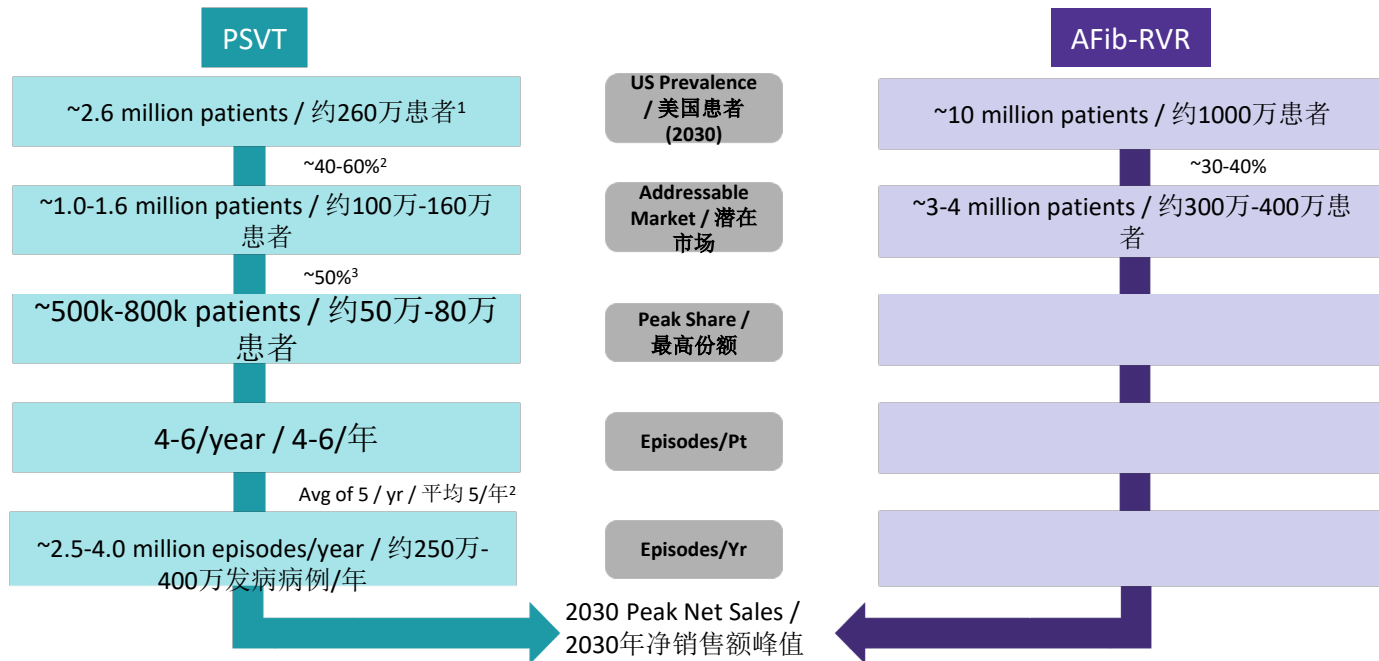 PSVT
AFib-RVR
~2.6 million patients / 约260万患者¹
US Prevalence
/ 美国患者
(2030)
~10 million patients / 约1000万患者
~40-60%²
~30-40%
~1.0-1.6 million patients / 约100万-160万
患者
Addressable
Market / 潜在
市场
~3-4 million patients / 约300万-400万患
者
~50%³
~500k-800k patients / 约50万-80万
患者
Peak Share /
最高份额
4-6/year / 4-6/年
Episodes/Pt
Avg of 5 / yr / 平均 5/年²
~2.5-4.0 million episodes/year / 约250万-
400万发病病例/年
Episodes/Yr
2030 Peak Net Sales /
2030年净销售额峰值